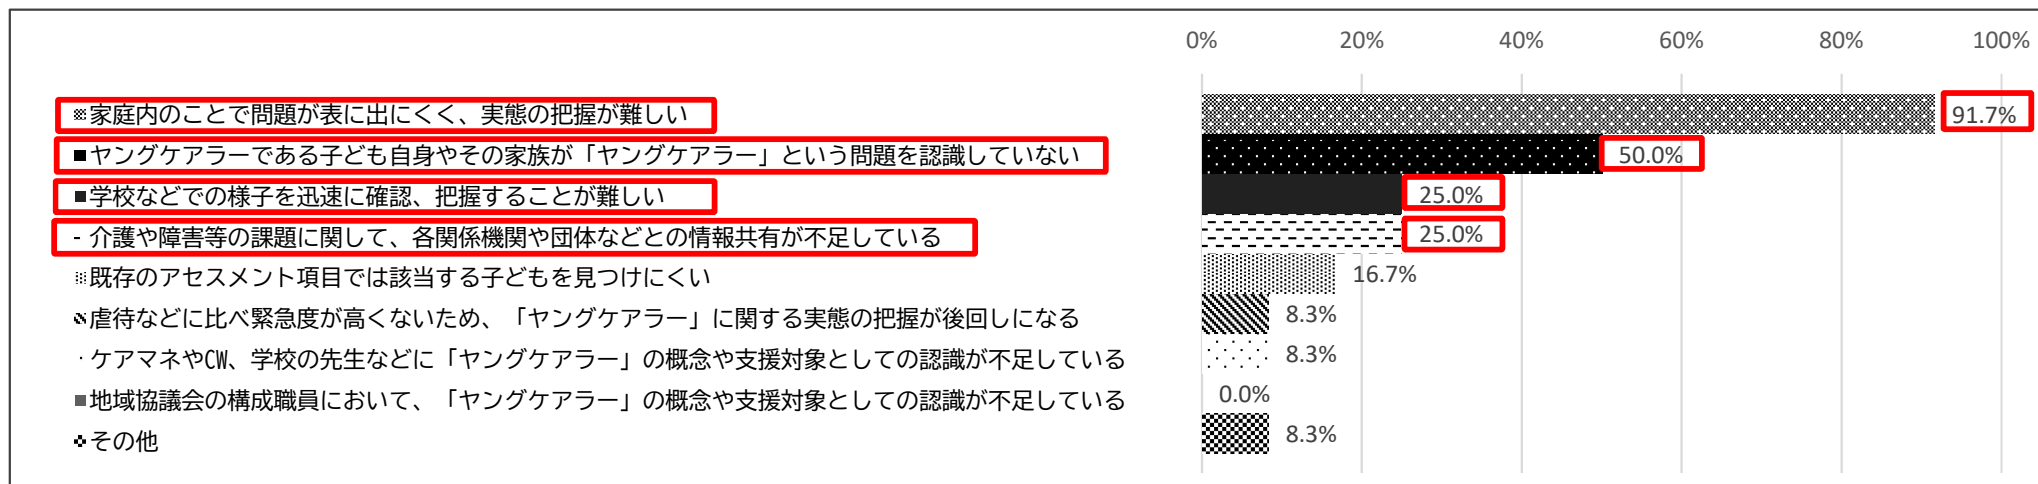 0% 20% 40% 60% 80% 100%
家庭内のことで問題が表に出にくく、実態の把握が難しい 91.7%
ヤングケアラーである子ども自身やその家族が「ヤングケアラー」という問題を認識していない 50.0%
学校などでの様子を迅速に確認、把握することが難しい 25.0%
介護や障害等の課題に関して、各関係機関や団体などとの情報共有が不足している 25.0%
既存のアセスメント項目では該当する子どもを見つけにくい 16.7%
虐待などに比べ緊急度が高くないため、「ヤングケアラー」に関する実態の把握が後回しになる 8.3%
ケアマネやCW、学校の先生などに「ヤングケアラー」の概念や支援対象としての認識が不足している 8.3%
地域協議会の構成職員において、「ヤングケアラー」の概念や支援対象としての認識が不足している 0.0%
その他 8.3%